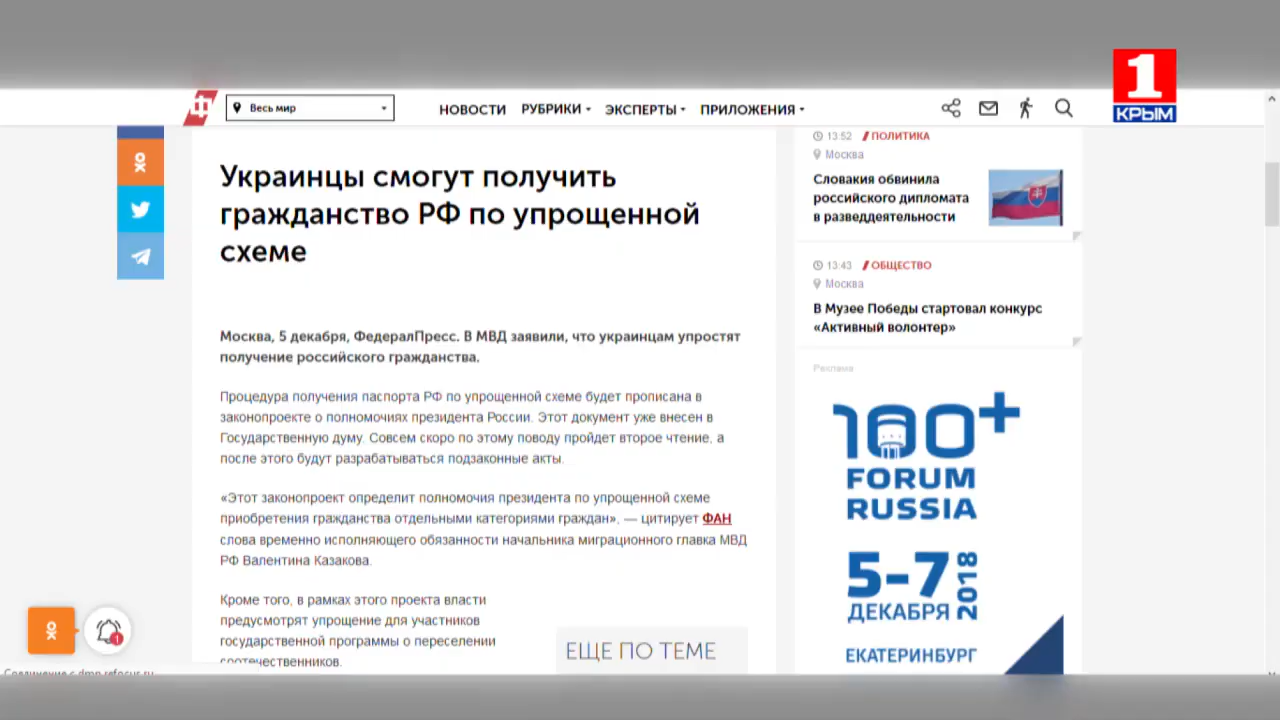 1
КРЫМ
Весь мир
НОВОСТИ РУБРИКИ ЭКСПЕРТЫ ПРИЛОЖЕНИЯ
Украинцы смогут получить
гражданство РФ по упрощенной
схеме
Москва, 5 декабря, ФедералПресс. В МВД заявили, что украинцам упростят
получение российского гражданства.
Процедура получения паспорта РФ по упрощенной схеме будет прописана в
законопроекте о полномочиях президента России. Этот документ уже внесен в
Государственную думу. Совсем скоро по этому поводу пройдет второе чтение, а
после этого будут разрабатываться подзаконные акты.
«Этот законопроект определит полномочия президента по упрощенной схеме
приобретения гражданства отдельными категориями граждан», — цитирует ФАН
слова временно исполняющего обязанности начальника миграционного главка МВД
РФ Валентина Казакова.
Кроме того, в рамках этого проекта власти
предусмотрят упрощение для участников
государственной программы о переселении
соотечественников.
ЕЩЕ ПО ТЕМЕ
13:52 ПОЛИТИКА
Москва
Словакия обвинила
российского дипломата
в разведдеятельности
13:43 ОБЩЕСТВО
Москва
В Музее Победы стартовал конкурс
«Активный волонтер»
Реклама
100+
FORUM
RUSSIA
5-7
ДЕКАБРЯ 2018
ЕКАТЕРИНБУРГ
1
Соединение с dmp.refocus.ru